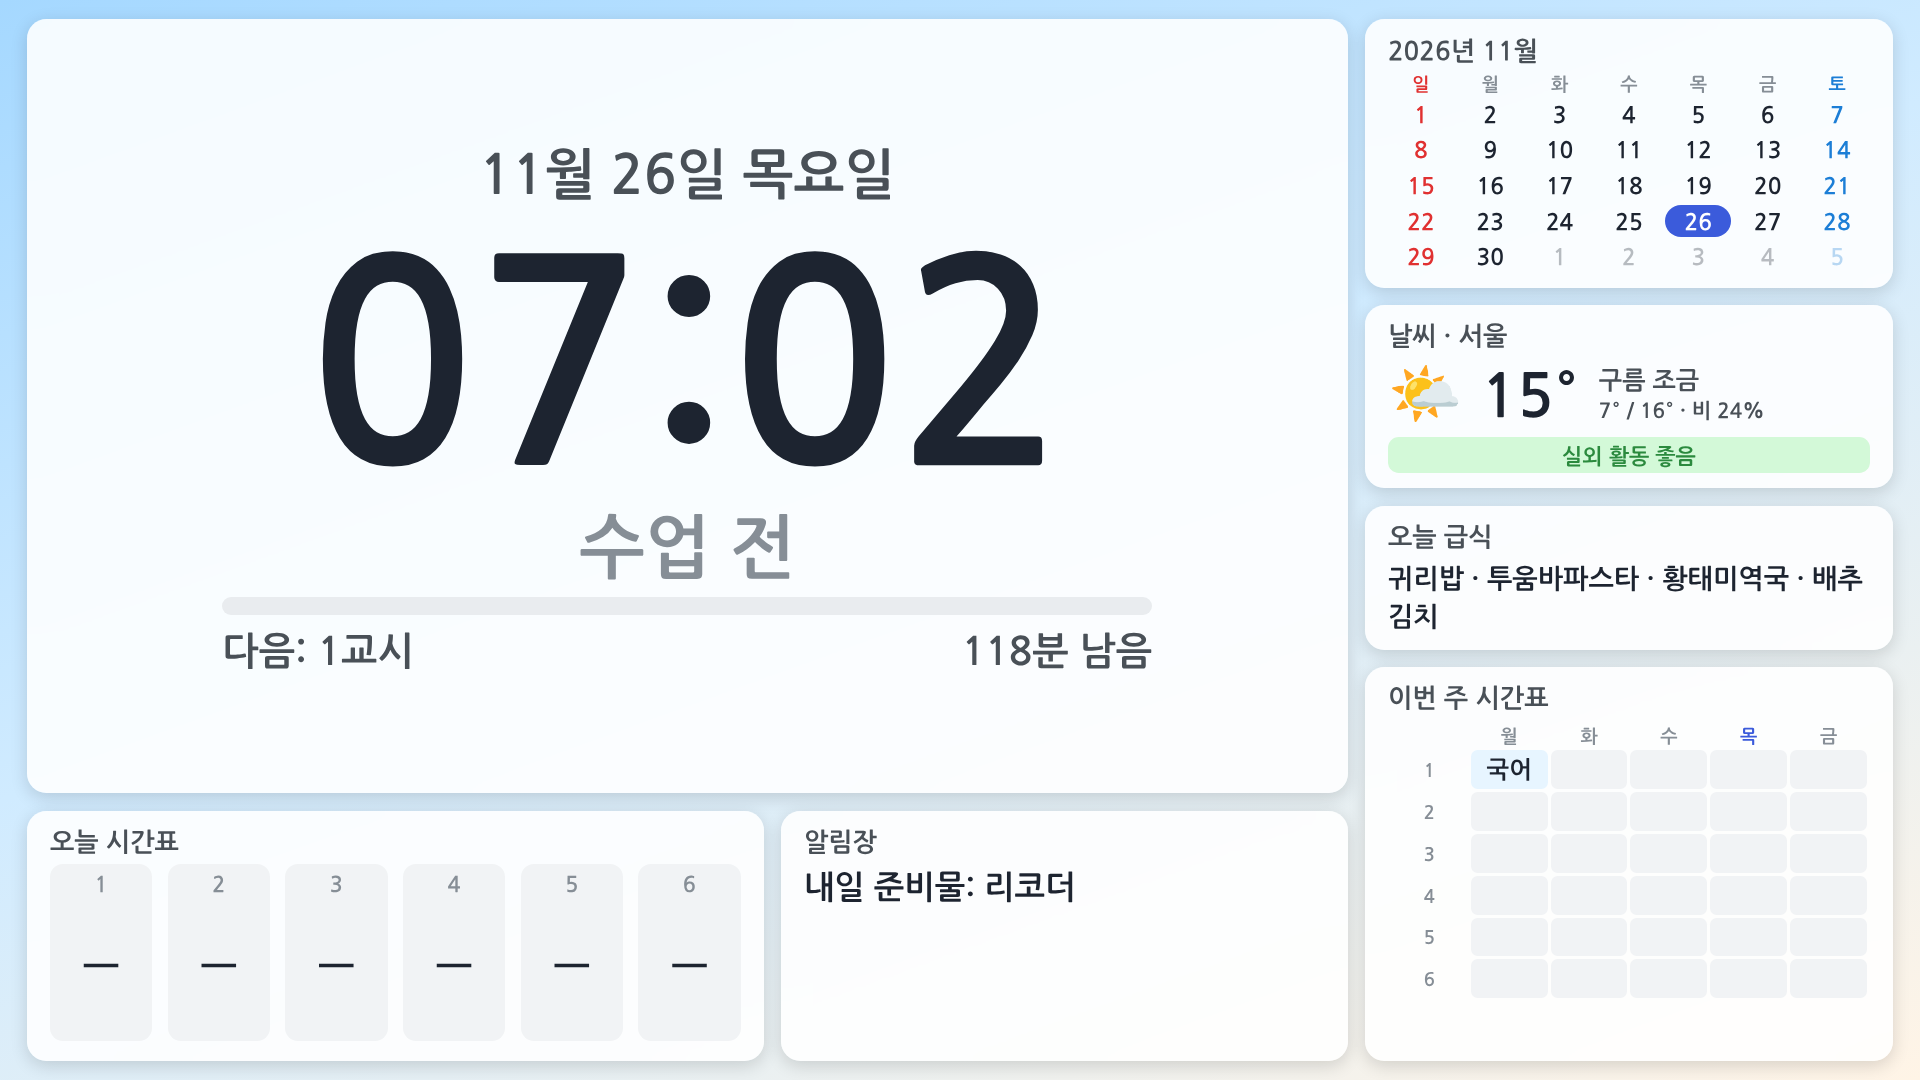 11월 26일 목요일
07:02
수업 전
다음: 1교시
118분 남음
오늘 시간표
1 2 3 4 5 6
— — — — — —
알림장
내일 준비물: 리코더
2026년 11월
일 월 화 수 목 금 토
1 2 3 4 5 6 7
8 9 10 11 12 13 14
15 16 17 18 19 20 21
22 23 24 25 26 27 28
29 30 1 2 3 4 5
날씨 · 서울
15°
구름 조금
7° / 16° · 비 24%
실외 활동 좋음
오늘 급식
귀리밥 · 투움바파스타 · 황태미역국 · 배추
김치
이번 주 시간표
월 화 수 목 금
1 국어
2
3
4
5
6